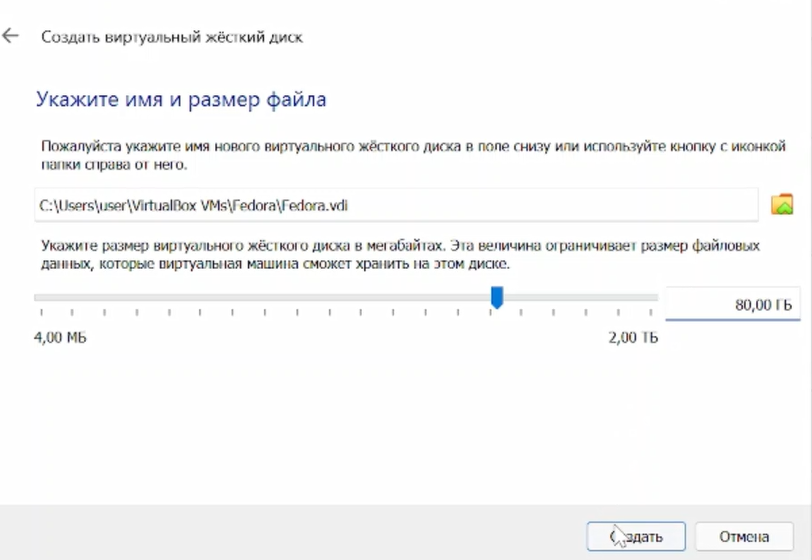 Создать виртуальный жёсткий диск
Укажите имя и размер файла
Пожалуйста укажите имя нового виртуального жёсткого диска в поле снизу или используйте кнопку с иконкой
папки справа от него.
C:\Users\user\VirtualBox VMs\Fedora\Fedora.vdi
Укажите размер виртуального жёсткого диска в мегабайтах. Эта величина ограничивает размер файловых
данных, которые виртуальная машина сможет хранить на этом диске.
80,00 ГБ
4,00 МБ 2,00 ТБ
Создать Отмена